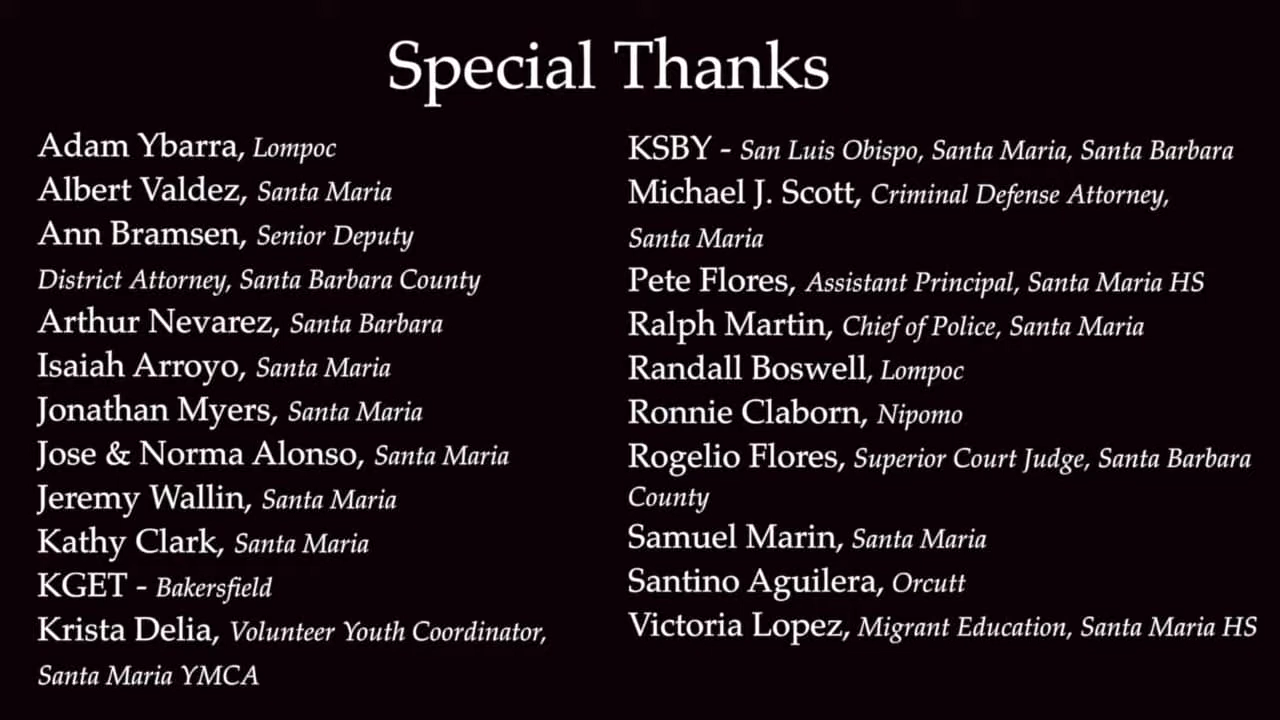 Special Thanks
Adam Ybarra, Lompoc
Albert Valdez, Santa Maria
Ann Bramsen, Senior Deputy
District Attorney, Santa Barbara County
Arthur Nevarez, Santa Barbara
Isaiah Arroyo, Santa Maria
Jonathan Myers, Santa Maria
Jose & Norma Alonso, Santa Maria
Jeremy Wallin, Santa Maria
Kathy Clark, Santa Maria
KGET - Bakersfield
Krista Delia, Volunteer Youth Coordinator,
Santa Maria YMCA
KSBY - San Luis Obispo, Santa Maria, Santa Barbara
Michael J. Scott, Criminal Defense Attorney,
Santa Maria
Pete Flores, Assistant Principal, Santa Maria HS
Ralph Martin, Chief of Police, Santa Maria
Randall Boswell, Lompoc
Ronnie Claborn, Nipomo
Rogelio Flores, Superior Court Judge, Santa Barbara
County
Samuel Marin, Santa Maria
Santino Aguilera, Orcutt
Victoria Lopez, Migrant Education, Santa Maria HS